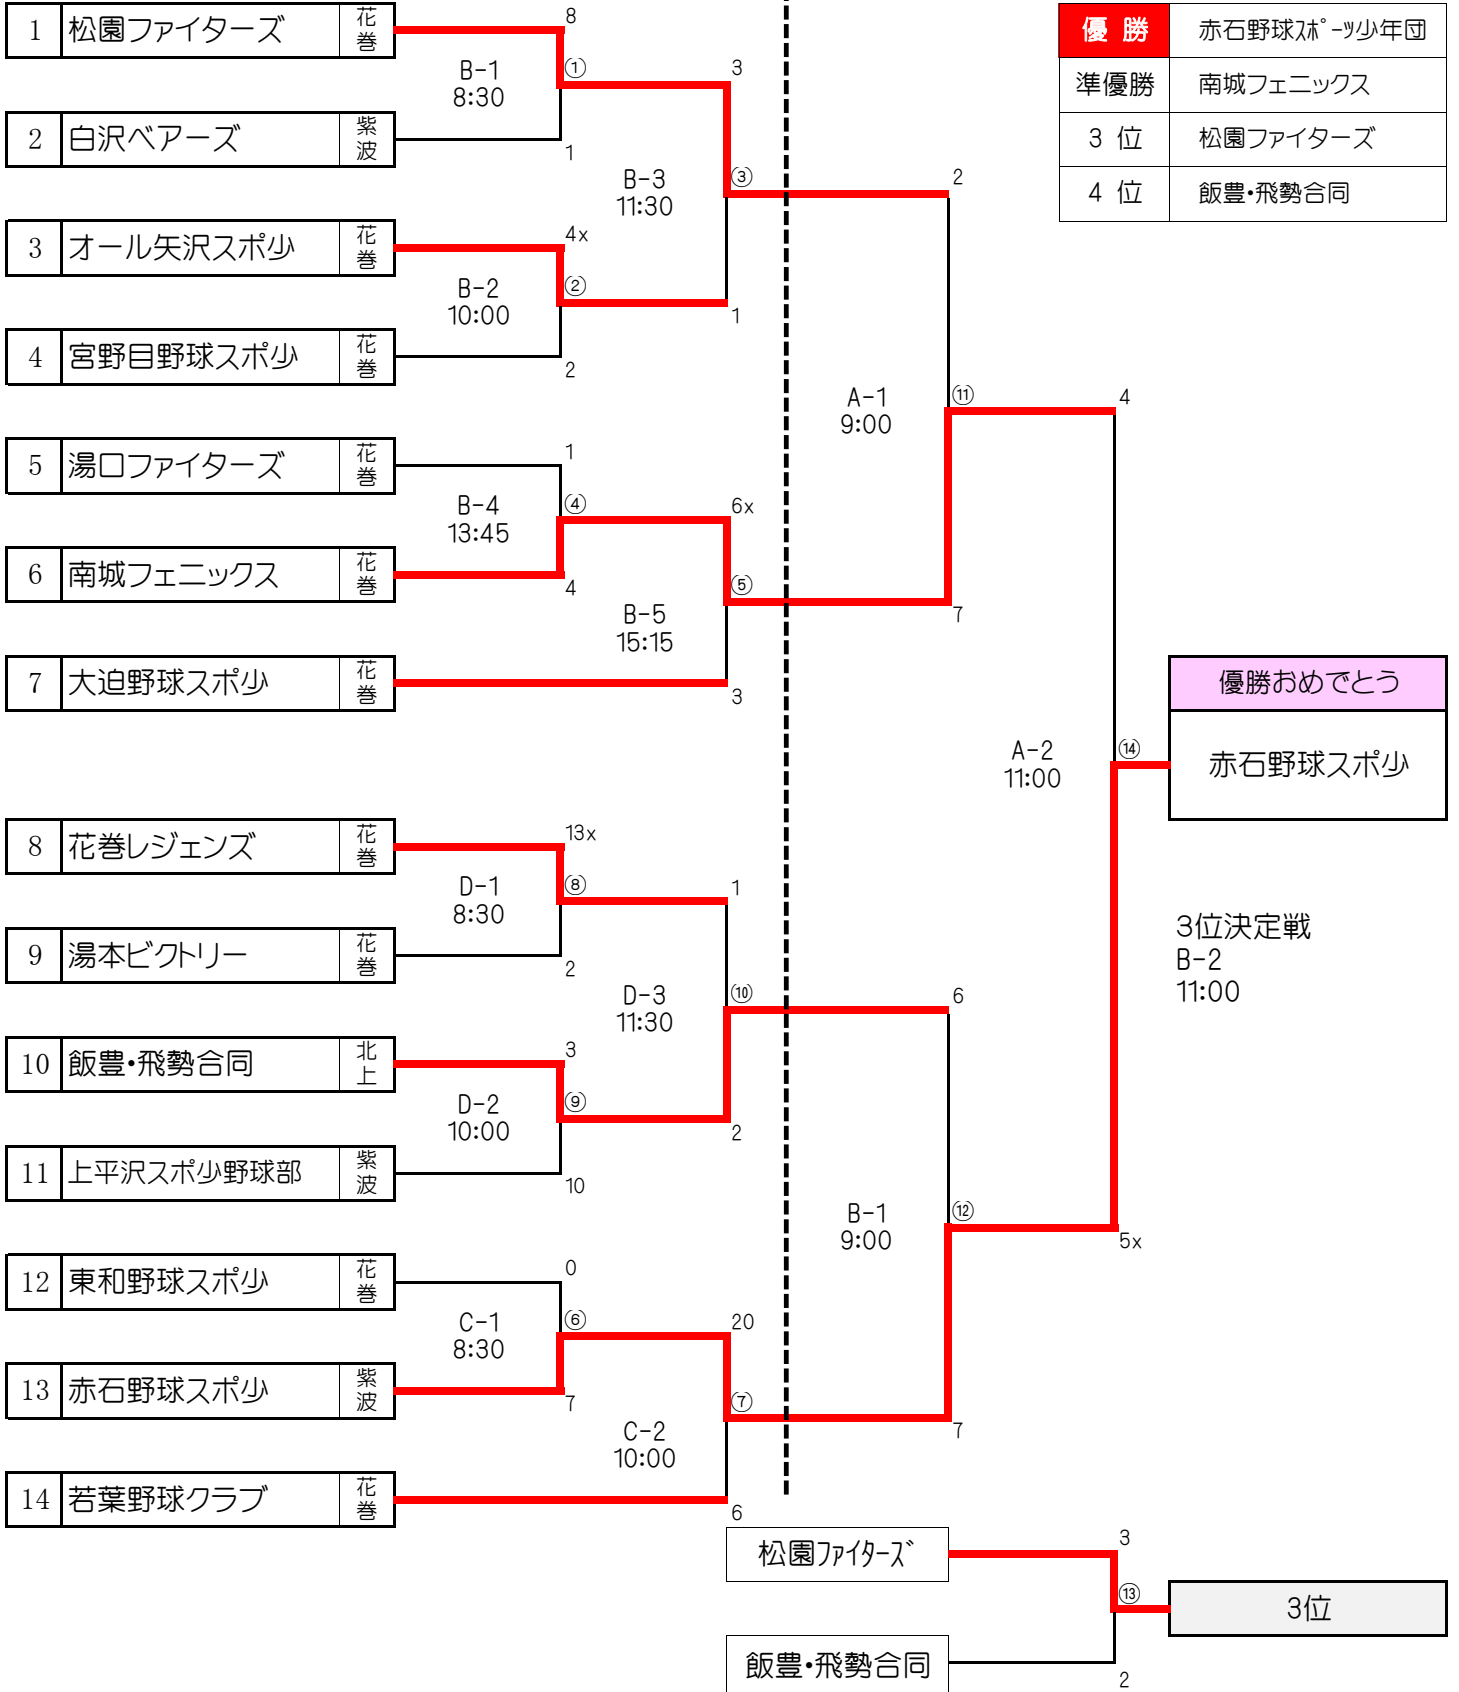 1 松園ファイターズ 花巻
8
B-1
8:30
①
2 白沢ベアーズ 紫波
1
3
B-3
11:30
③
3 オール矢沢スポ少 花巻
4x
B-2
10:00
②
4 宮野目野球スポ少 花巻
2
1
2
5 湯口ファイターズ 花巻
1
B-4
13:45
④
6 南城フェニックス 花巻
4
6x
B-5
15:15
⑤
7 大迫野球スポ少 花巻
3
A-1
9:00
⑪
7
4
8 花巻レジェンズ 花巻
13x
D-1
8:30
⑧
9 湯本ビクトリー 花巻
2
1
D-3
11:30
⑩
10 飯豊・飛勢合同 北上
3
D-2
10:00
⑨
11 上平沢スポ少野球部 紫波
10
2
6
12 東和野球スポ少 花巻
0
C-1
8:30
⑥
13 赤石野球スポ少 紫波
7
20
C-2
10:00
⑦
14 若葉野球クラブ 花巻
6
B-1
9:00
⑫
7
5x
A-2
11:00
⑭
優勝 赤石野球ｽﾎﾟｰﾂ少年団
準優勝 南城フェニックス
3 位 松園ファイターズ
4 位 飯豊・飛勢合同
優勝おめでとう
赤石野球スポ少
3位決定戦
B-2
11:00
松園ﾌｧｲﾀｰｽﾞ
3
⑬
3位
飯豊・飛勢合同
2